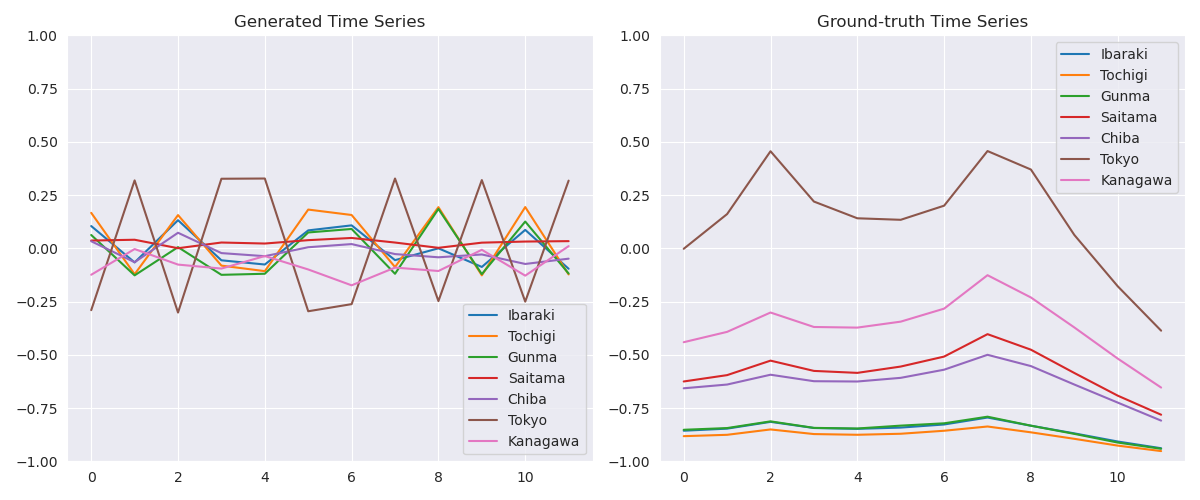 Generated Time Series
1.00
0.75
0.50
0.25
0.00
−0.25
−0.50
−0.75
−1.00
0 2 4 6 8 10
Ibaraki
Tochigi
Gunma
Saitama
Chiba
Tokyo
Kanagawa
Ground-truth Time Series
1.00
0.75
0.50
0.25
0.00
−0.25
−0.50
−0.75
−1.00
0 2 4 6 8 10
Ibaraki
Tochigi
Gunma
Saitama
Chiba
Tokyo
Kanagawa